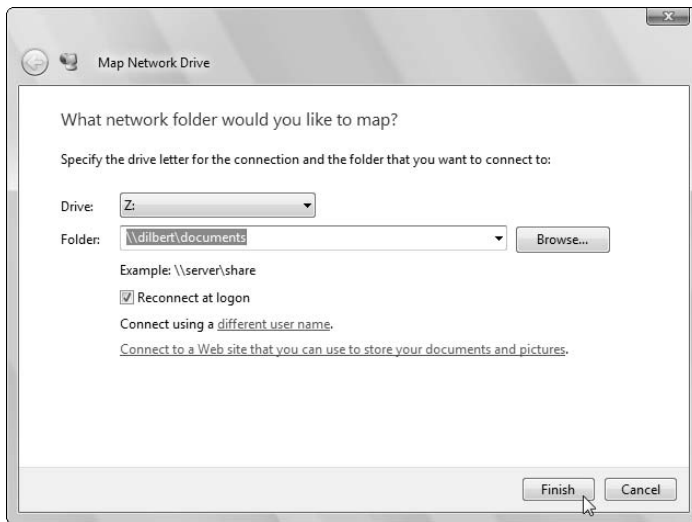 Map Network Drive
What network folder would you like to map?
Specify the drive letter for the connection and the folder that you want to connect to:
Drive: Z:
Folder: \\dilbert\documents Browse...
Example: \\server\share
Reconnect at logon
Connect using a different user name.
Connect to a Web site that you can use to store your documents and pictures.
Finish Cancel